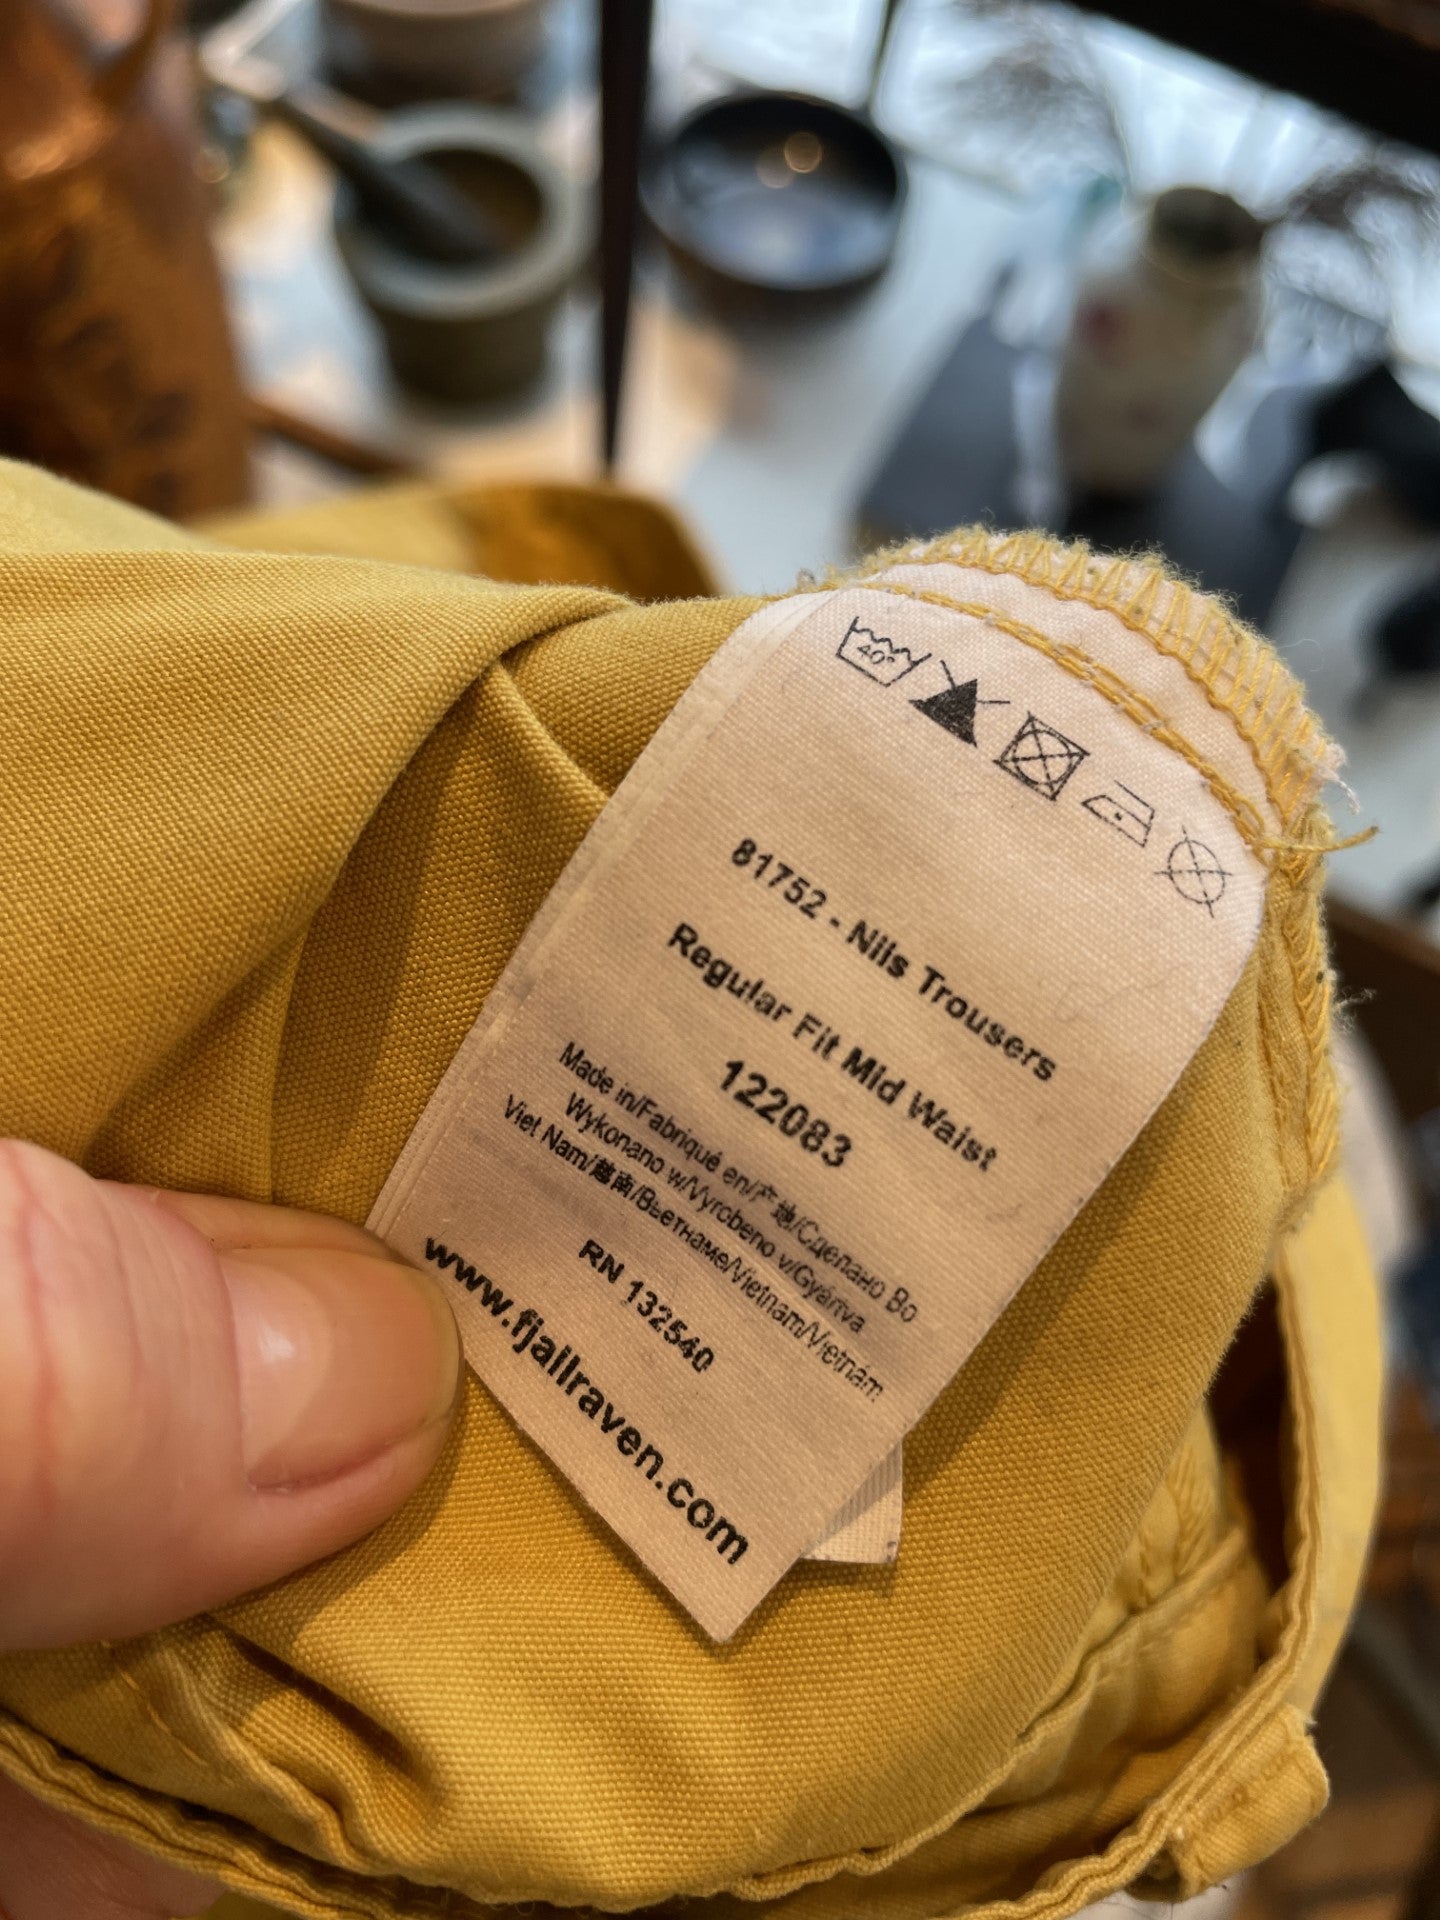 40°
81752 - Nils Trousers
Regular Fit Mid Waist
122083
Made in/Fabriqué en/产地/Сделано Во
Wykonano w/Vyrobeno v/Gyártva
Viet Nam/越南/Вьетнаме/Vietnam/Vietnám
RN 132540
www.fjallraven.com